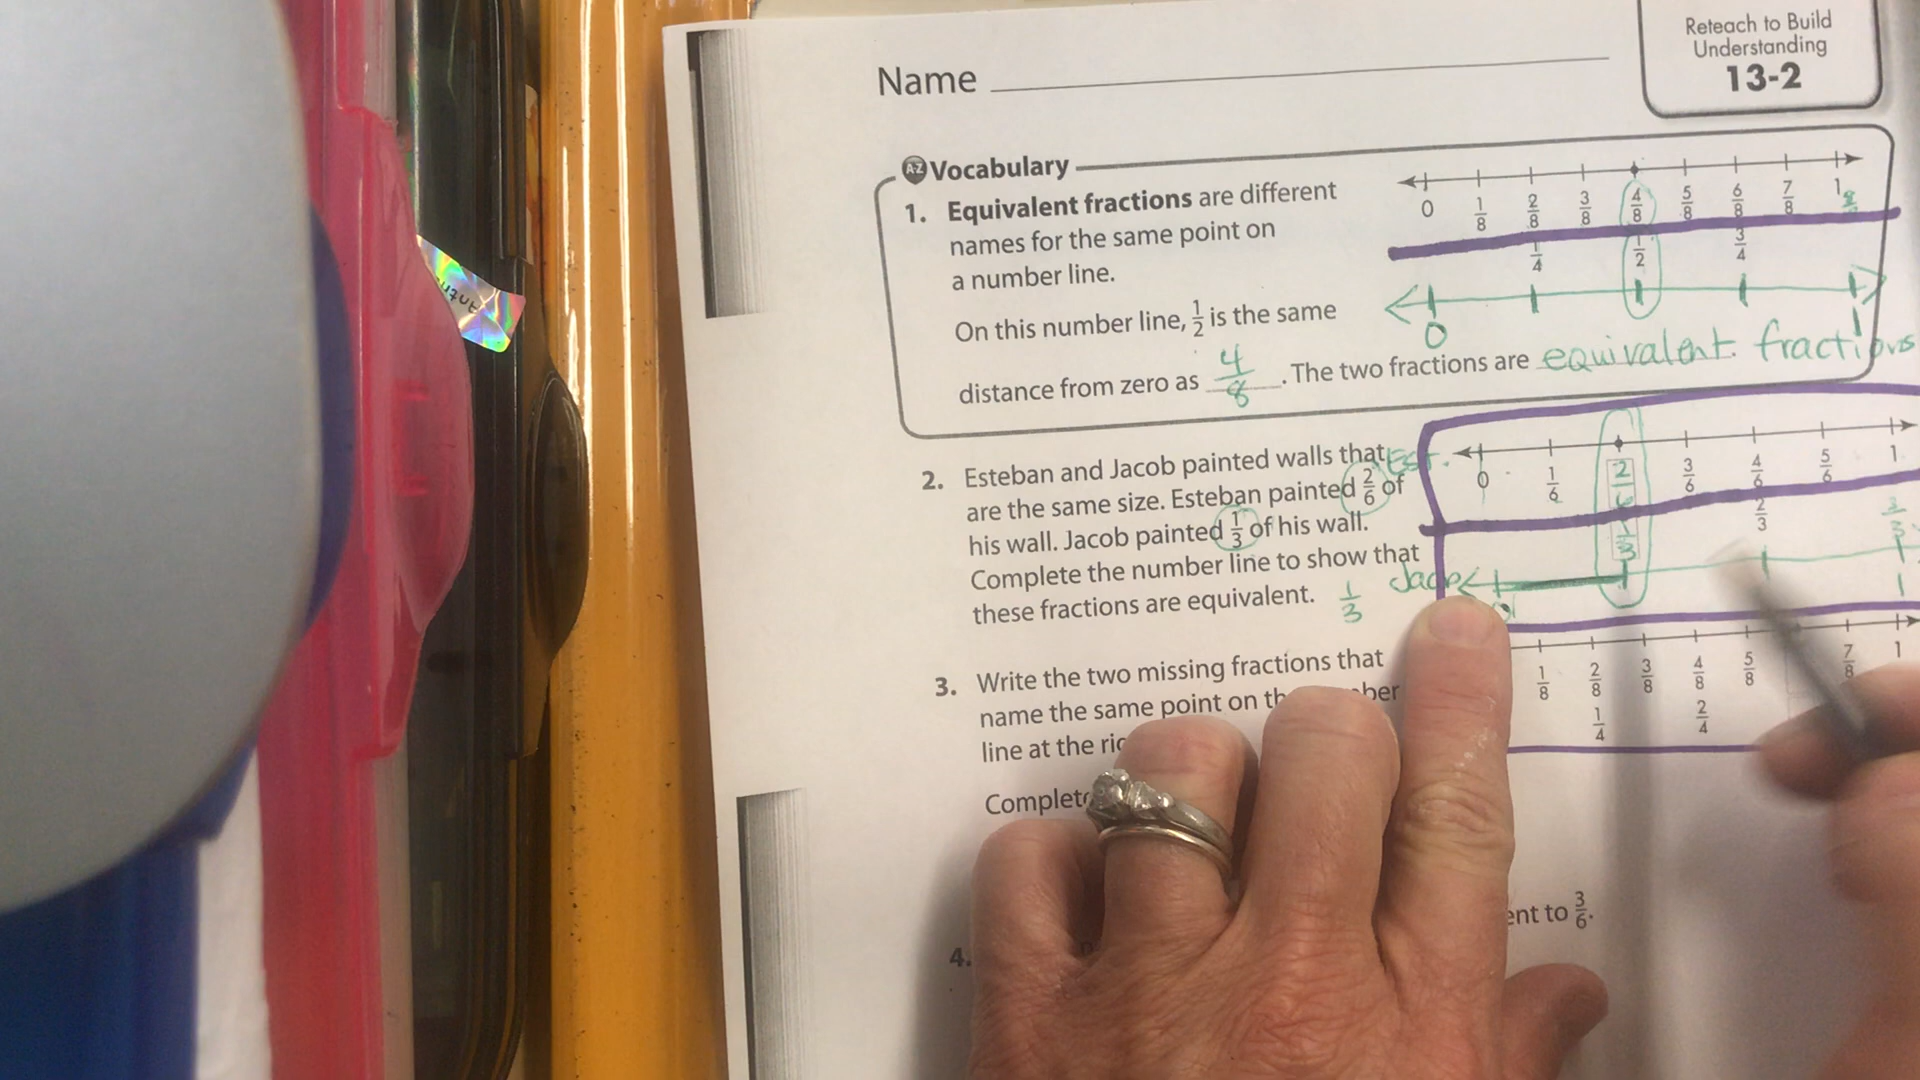 Reteach to Build
Understanding
13-2
Name
A-Z Vocabulary
1. Equivalent fractions are different
names for the same point on
a number line.
On this number line, 1/2 is the same
distance from zero as 4/8. The two fractions are equivalent fractions
0 1/8 2/8 3/8 4/8 5/8 6/8 7/8 1
1/4 1/2 3/4
0 1
2. Esteban and Jacob painted walls that
are the same size. Esteban painted 2/6 of
his wall. Jacob painted 1/3 of his wall.
Complete the number line to show that
these fractions are equivalent. 1/3
Est.
0 1/6 2/6 3/6 4/6 5/6 1
1/3 2/3 3/3
0 1
3. Write the two missing fractions that
name the same point on the
line at the
1/8 2/8 3/8 4/8 5/8 7/8 1
1/4 2/4
4.
to 3/6.